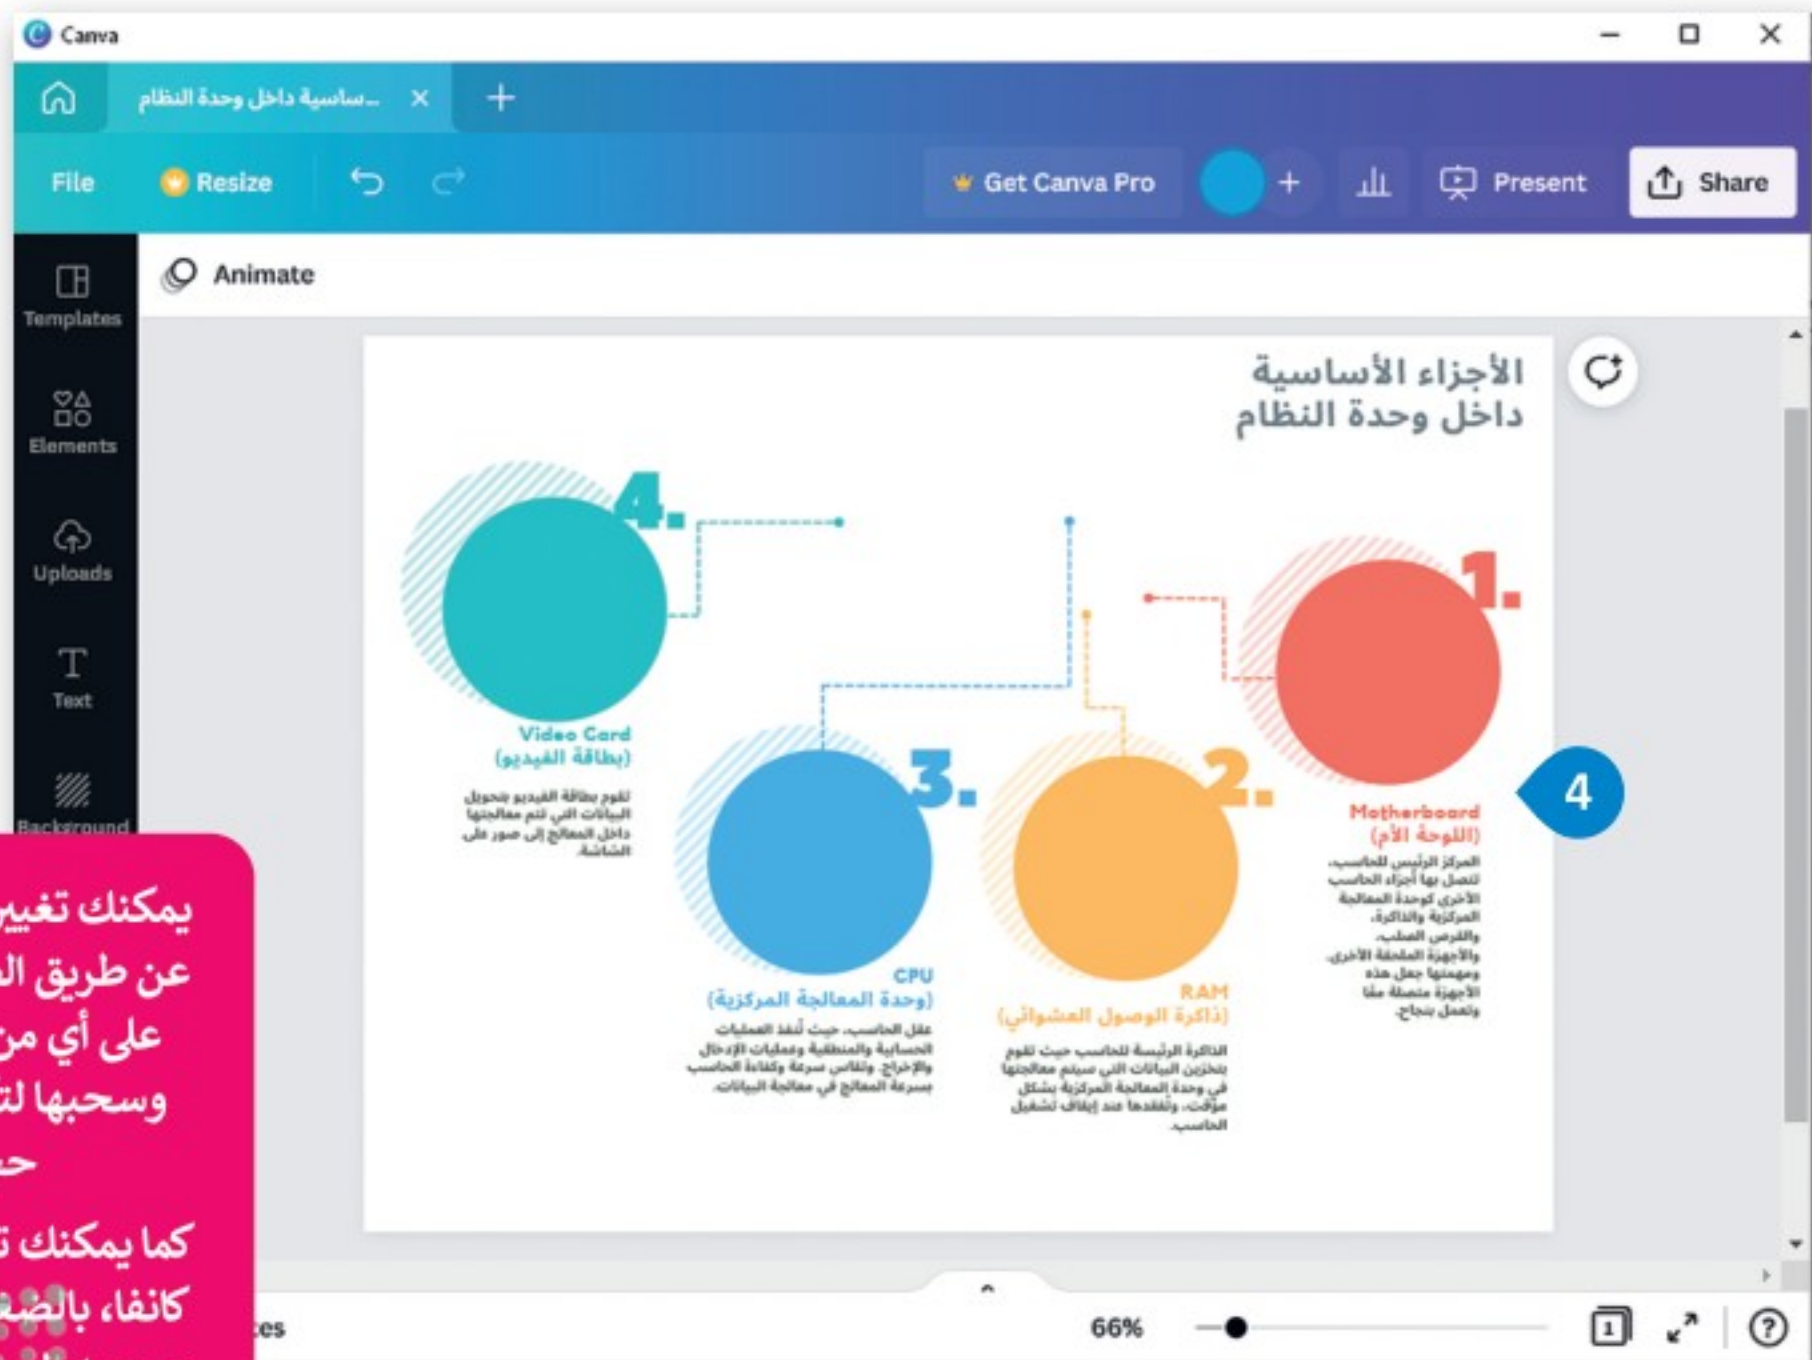 Canva
ساسية داخل وحدة النظام...
File
Resize
Get Canva Pro
Present
Share
Animate
Templates
Elements
Uploads
Text
Background
الأجزاء الأساسية
داخل وحدة النظام
1.
Motherboard
(اللوحة الأم)
المركز الرئيس للحاسب،
تتصل بها أجزاء الحاسب
الأخرى كوحدة المعالجة
المركزية والذاكرة،
والقرص الصلب،
والأجهزة الملحقة الأخرى.
ومهمتها جعل هذه
الأجهزة متصلة معًا
وتعمل بنجاح.
4
2.
RAM
(ذاكرة الوصول العشوائي)
الذاكرة الرئيسة للحاسب حيث تقوم
بتخزين البيانات التي سيتم معالجتها
في وحدة المعالجة المركزية بشكل
مؤقت، وتفقدها عند إيقاف تشغيل
الحاسب.
3.
CPU
(وحدة المعالجة المركزية)
عقل الحاسب، حيث تُنفذ العمليات
الحسابية والمنطقية وعمليات الإدخال
والإخراج. وتقاس سرعة وكفاءة الحاسب
بسرعة المعالج في معالجة البيانات.
4.
Video Card
(بطاقة الفيديو)
تقوم بطاقة الفيديو بتحويل
البيانات التي تتم معالجتها
داخل المعالج إلى صور على
الشاشة.
يمكنك تغيير
عن طريق
على أي من
وسحبها
كما يمكنك
كانفا،
66%
1